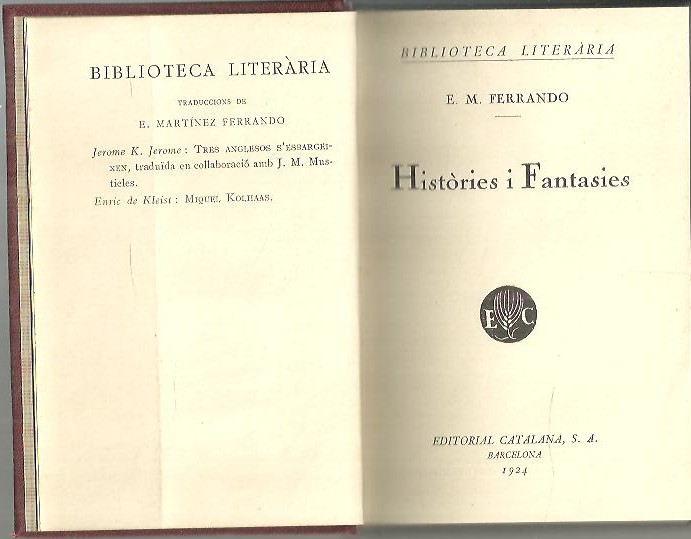 BIBLIOTECA LITERÀRIA
TRADUCCIONS DE
E. MARTÍNEZ FERRANDO
Jerome K. Jerome: TRES ANGLESOS S'ESBARGEI-
XEN, traduïda en collaboració amb J. M. Mus-
ticles.
Enric de Kleist: MIQUEL KOLHAAS.
BIBLIOTECA LITERÀRIA
E. M. FERRANDO
Històries i Fantasies
E C
EDITORIAL CATALANA, S. A.
BARCELONA
1924